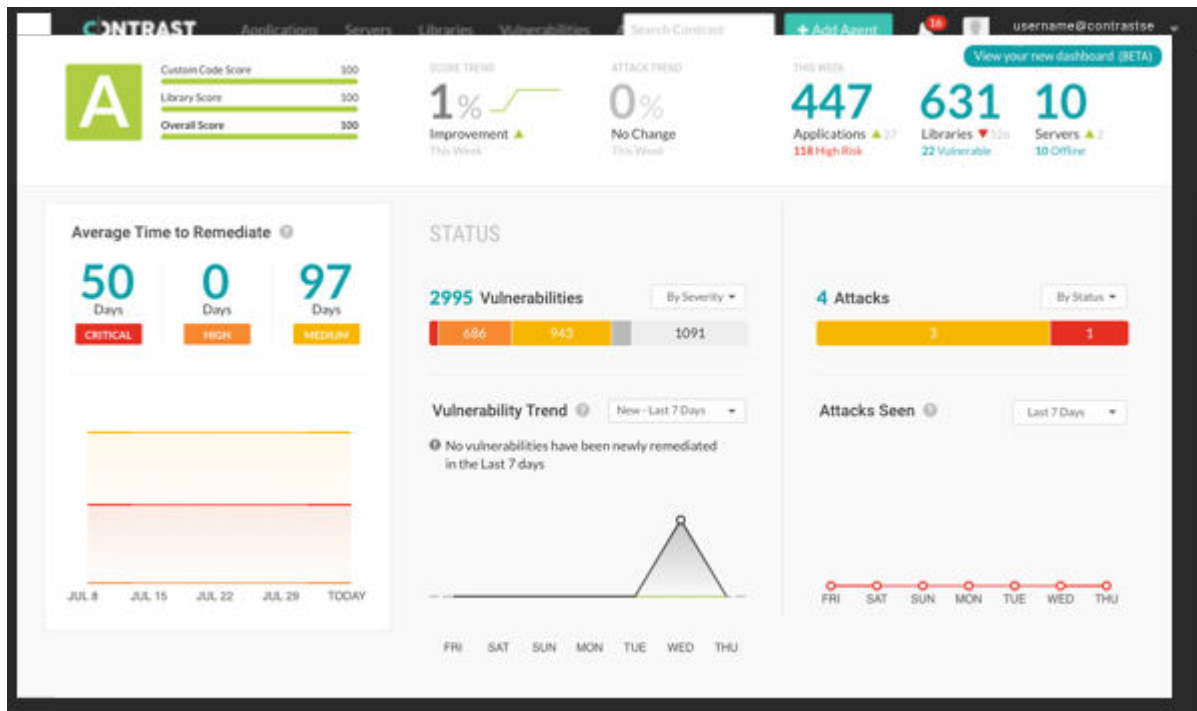 CONTRAST Applications Servers Libraries Vulnerabilities Search Contrast + Add Agent 16 username@contrastse
View your new dashboard (BETA)
A
Custom Code Score 100
Library Score 100
Overall Score 100
SCORE TREND
1%
Improvement
This Week
ATTACK TREND
0%
No Change
This Week
THIS WEEK
447
Applications 27
118 High Risk
631
Libraries
22 Vulnerable
10
Servers 2
10 Offline
Average Time to Remediate ?
50
Days
CRITICAL
0
Days
HIGH
97
Days
MEDIUM
JUL 8 JUL 15 JUL 22 JUL 29 TODAY
STATUS
2995 Vulnerabilities By Severity
686 943 1091
Vulnerability Trend ? New - Last 7 Days
No vulnerabilities have been newly remediated
in the Last 7 days
FRI SAT SUN MON TUE WED THU
4 Attacks By Status
3 1
Attacks Seen ? Last 7 Days
FRI SAT SUN MON TUE WED THU